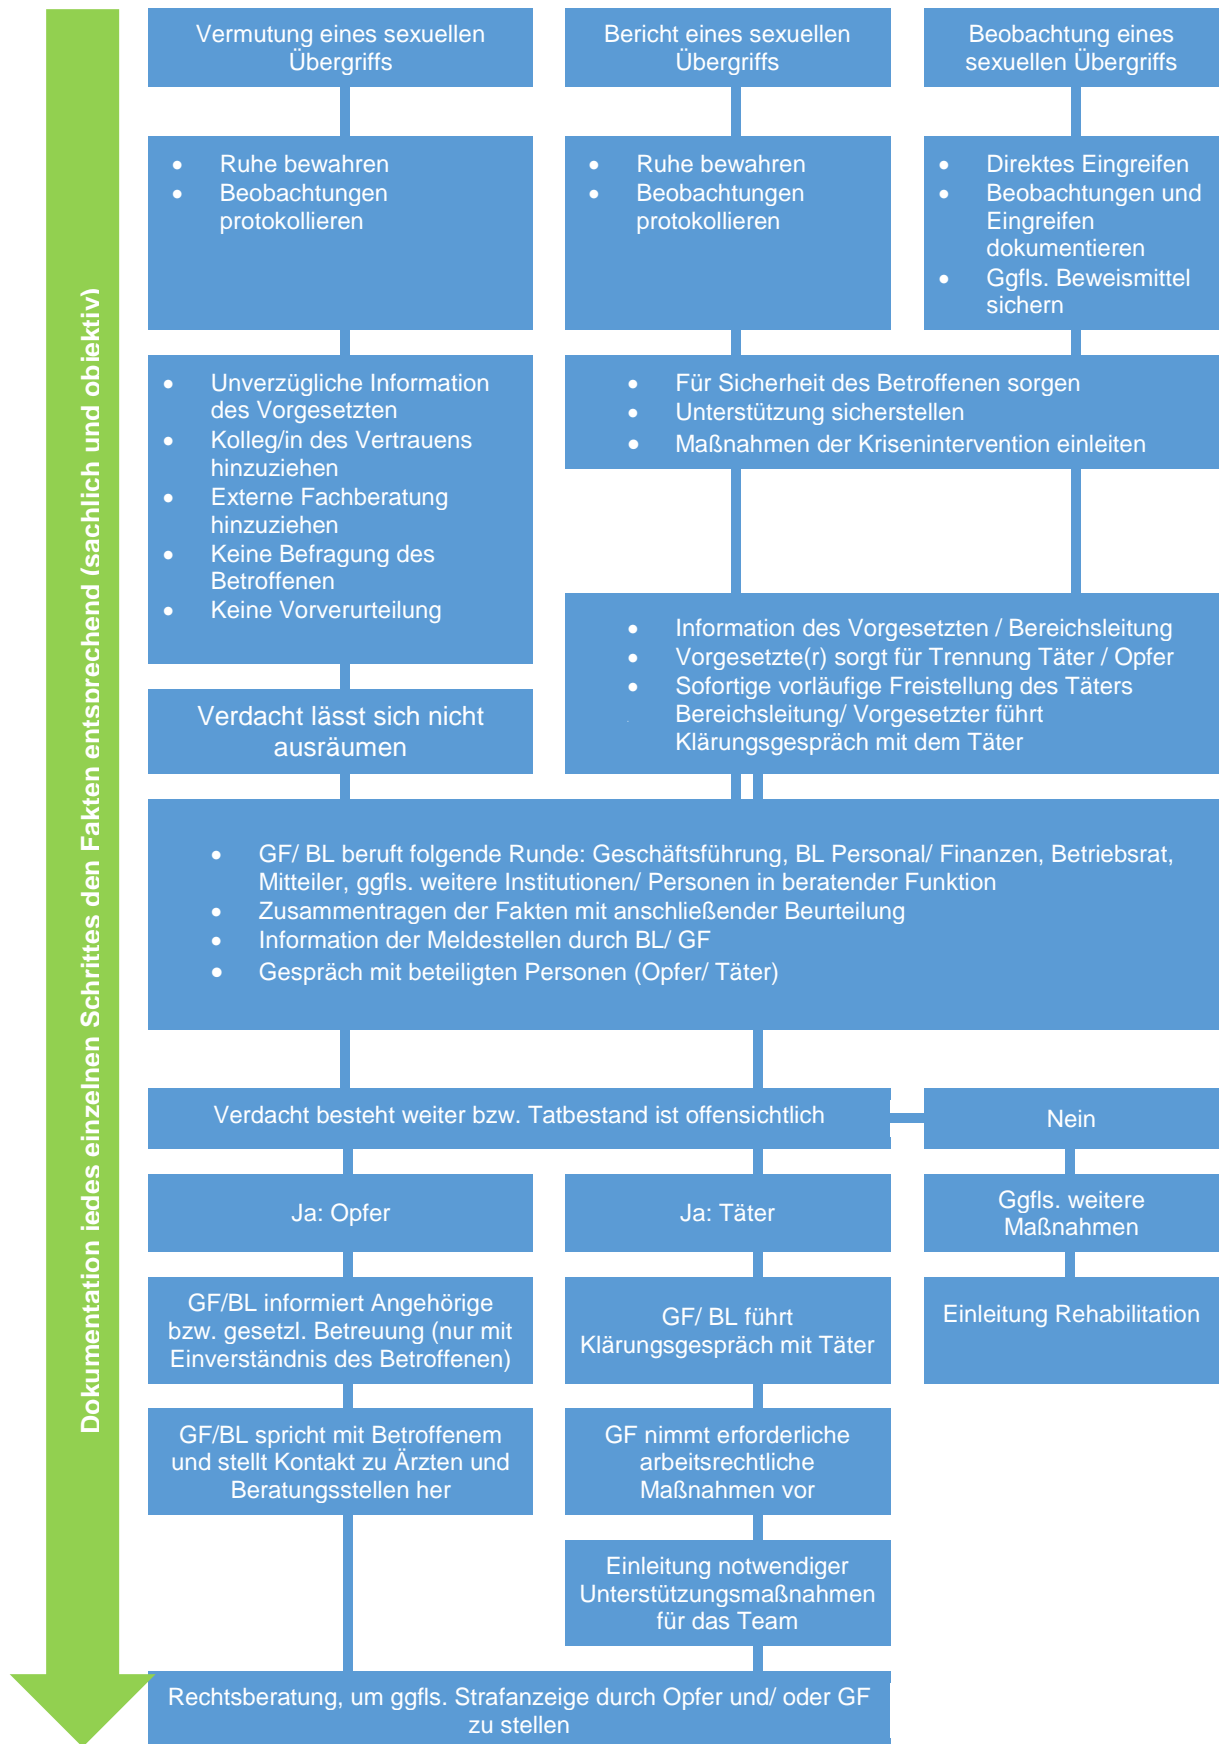 Dokumentation jedes einzelnen Schrittes den Fakten entsprechend (sachlich und objektiv)
Vermutung eines sexuellen
Übergriffs
Bericht eines sexuellen
Übergriffs
Beobachtung eines
sexuellen Übergriffs
• Ruhe bewahren
• Beobachtungen
protokollieren
• Ruhe bewahren
• Beobachtungen
protokollieren
• Direktes Eingreifen
• Beobachtungen und
Eingreifen
dokumentieren
• Ggfls. Beweismittel
sichern
• Unverzügliche Information
des Vorgesetzten
• Kolleg/in des Vertrauens
hinzuziehen
• Externe Fachberatung
hinzuziehen
• Keine Befragung des
Betroffenen
• Keine Vorverurteilung
• Für Sicherheit des Betroffenen sorgen
• Unterstützung sicherstellen
• Maßnahmen der Krisenintervention einleiten
• Information des Vorgesetzten / Bereichsleitung
• Vorgesetzte(r) sorgt für Trennung Täter / Opfer
• Sofortige vorläufige Freistellung des Täters
Bereichsleitung/ Vorgesetzter führt
Klärungsgespräch mit dem Täter
Verdacht lässt sich nicht
ausräumen
• GF/ BL beruft folgende Runde: Geschäftsführung, BL Personal/ Finanzen, Betriebsrat,
Mitteiler, ggfls. weitere Institutionen/ Personen in beratender Funktion
• Zusammentragen der Fakten mit anschließender Beurteilung
• Information der Meldestellen durch BL/ GF
• Gespräch mit beteiligten Personen (Opfer/ Täter)
Verdacht besteht weiter bzw. Tatbestand ist offensichtlich
Nein
Ja: Opfer
Ja: Täter
Ggfls. weitere
Maßnahmen
GF/BL informiert Angehörige
bzw. gesetzl. Betreuung (nur mit
Einverständnis des Betroffenen)
GF/ BL führt
Klärungsgespräch mit Täter
Einleitung Rehabilitation
GF/BL spricht mit Betroffenem
und stellt Kontakt zu Ärzten und
Beratungsstellen her
GF nimmt erforderliche
arbeitsrechtliche
Maßnahmen vor
Einleitung notwendiger
Unterstützungsmaßnahmen
für das Team
Rechtsberatung, um ggfls. Strafanzeige durch Opfer und/ oder GF
zu stellen